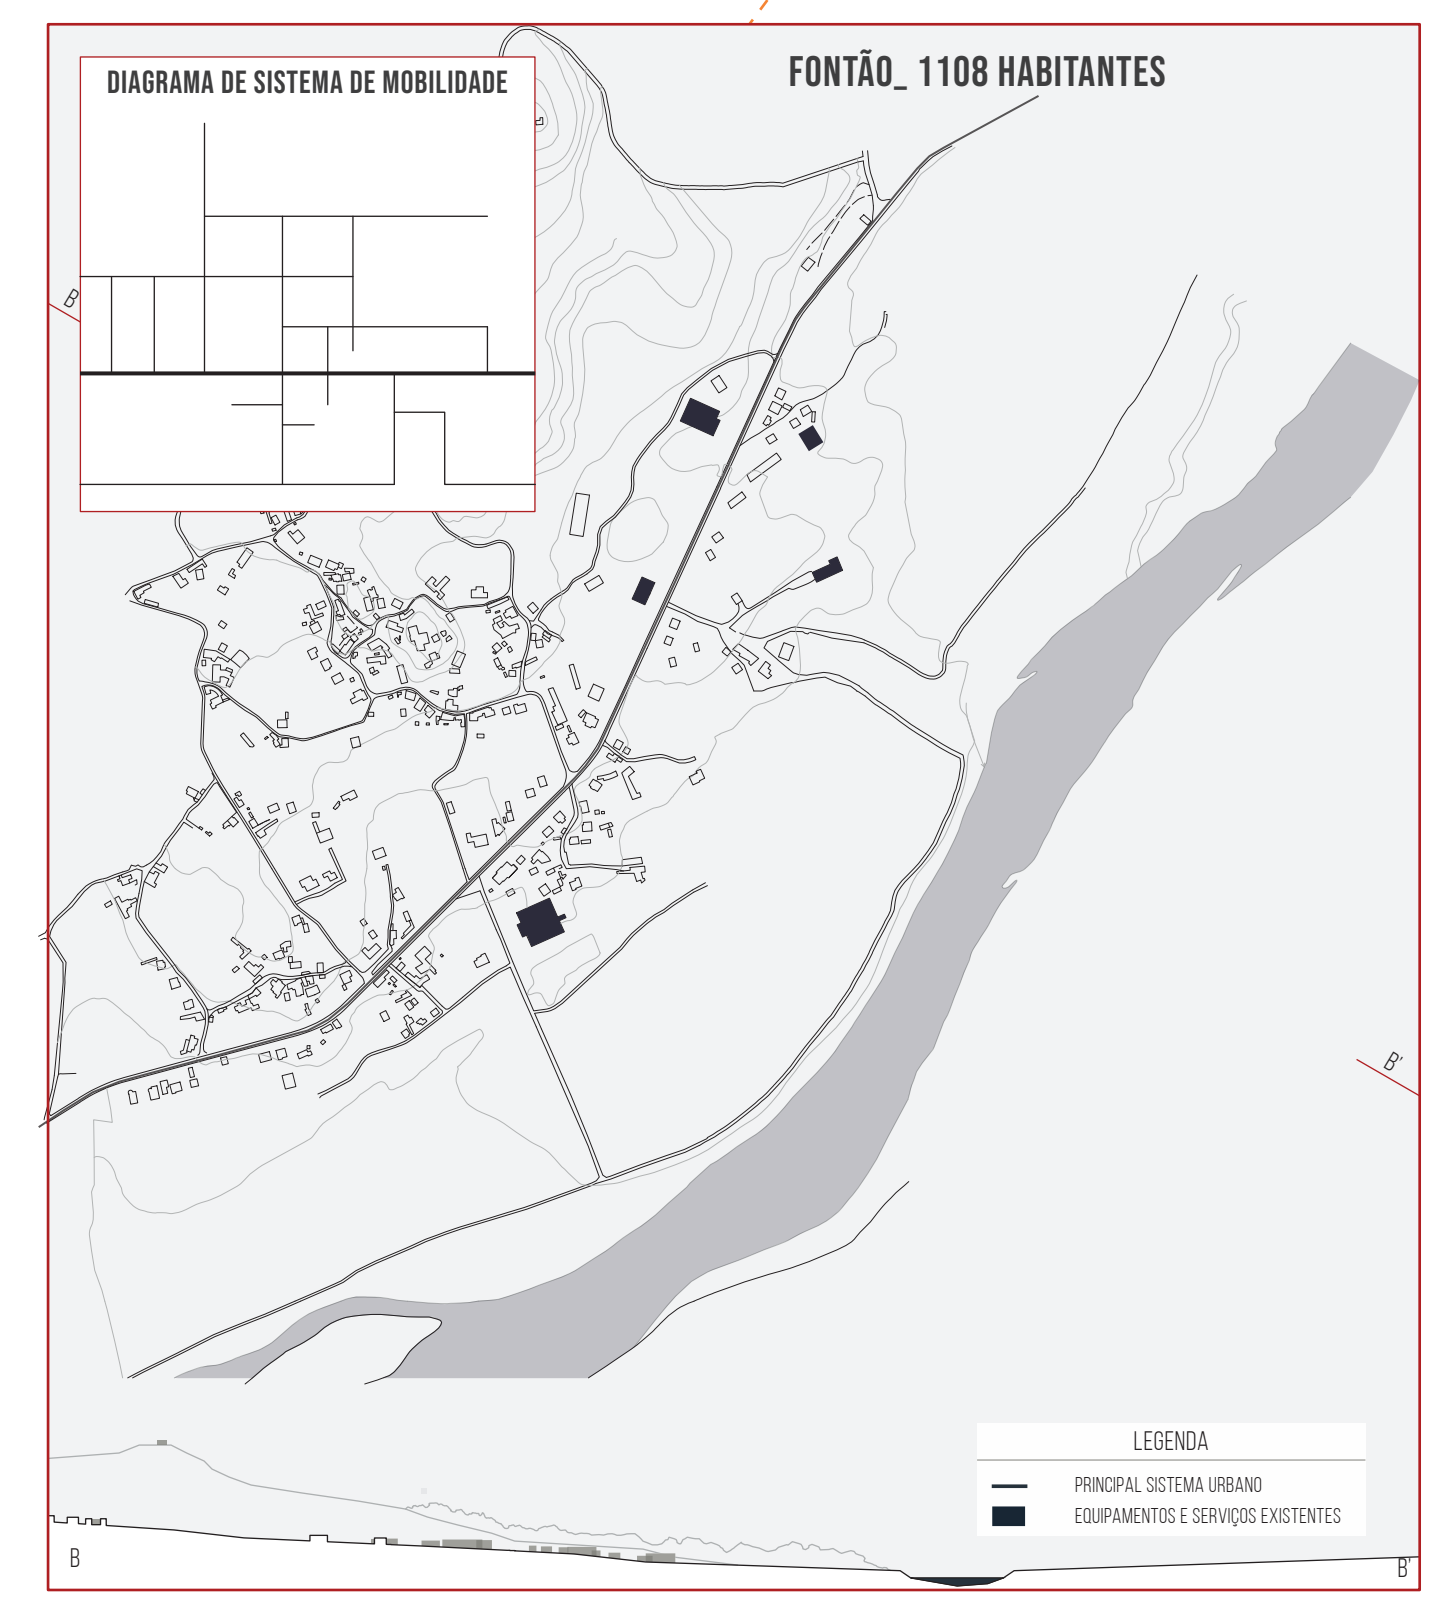 FONTÃO_ 1108 HABITANTES
DIAGRAMA DE SISTEMA DE MOBILIDADE
B
B'
LEGENDA
PRINCIPAL SISTEMA URBANO
EQUIPAMENTOS E SERVIÇOS EXISTENTES
B
B'